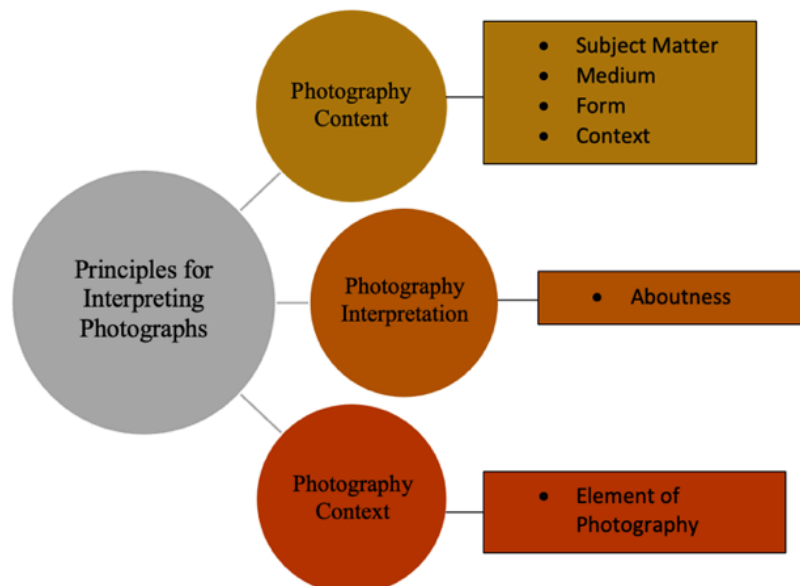 Photography
Content
• Subject Matter
• Medium
• Form
• Context
Principles for
Interpreting
Photographs
Photography
Interpretation
• Aboutness
Photography
Context
• Element of
Photography